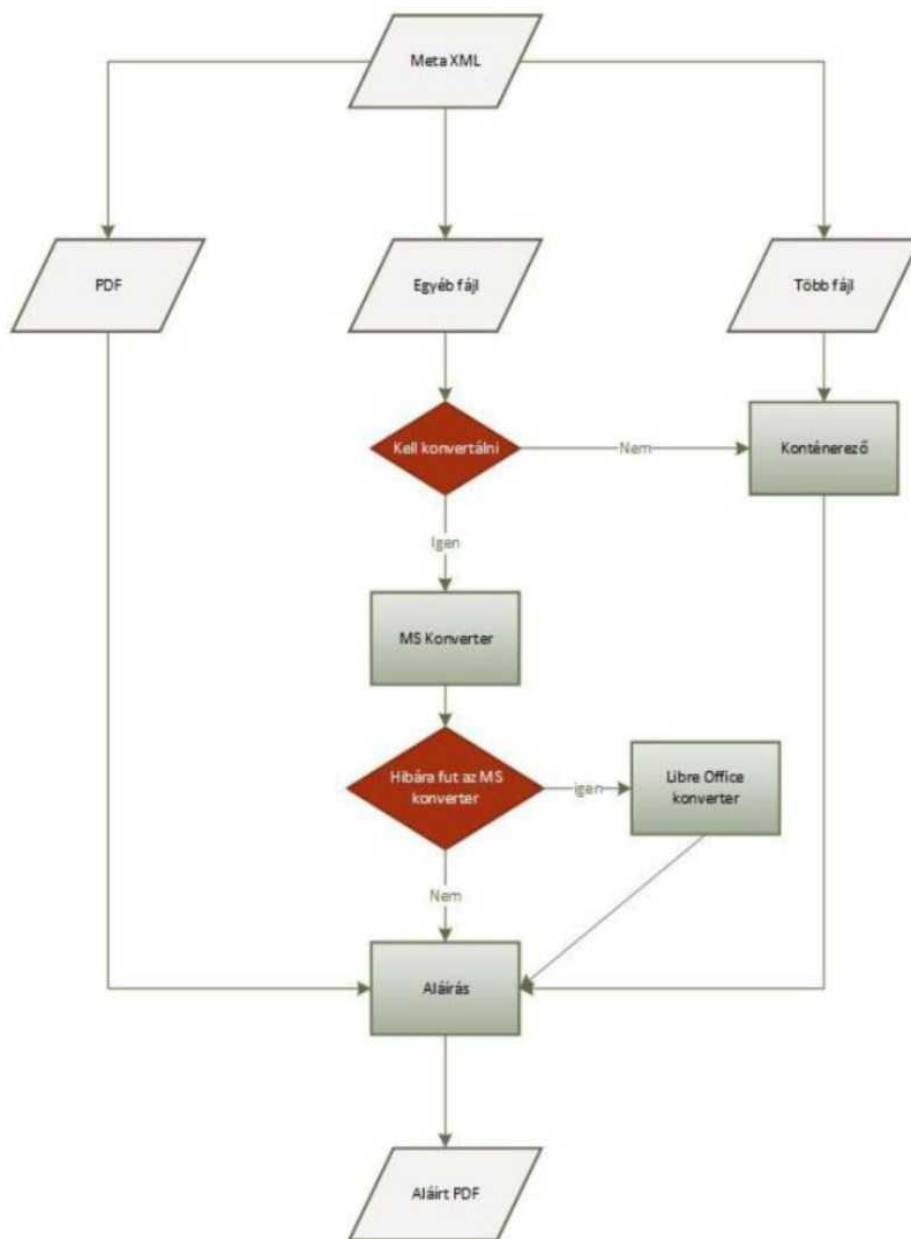 Meta XML
PDF
Egyéb fájl
Több fájl
Kell konvertálni
Nem
Konténerező
Igen
MS Konverter
Hibára fut az MS
konverter
igen
Libre Office
konverter
Nem
Aláírás
Aláírt PDF